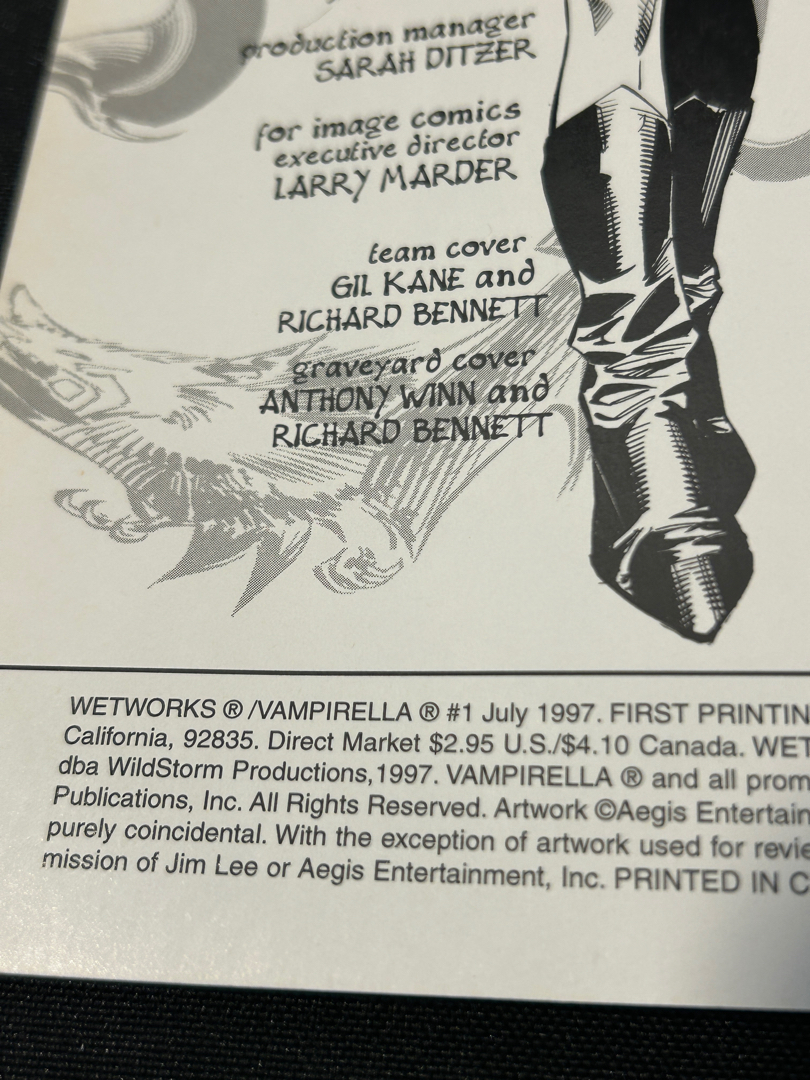 production manager
SARAH DITZER
for image comics
executive director
LARRY MARDER
team cover
GIL KANE and
RICHARD BENNETT
graveyard cover
ANTHONY WINN and
RICHARD BENNETT
WETWORKS ® /VAMPIRELLA ® #1 July 1997. FIRST PRINTIN
California, 92835. Direct Market $2.95 U.S./$4.10 Canada. WET
dba WildStorm Productions,1997. VAMPIRELLA ® and all prom
Publications, Inc. All Rights Reserved. Artwork ©Aegis Entertain
purely coincidental. With the exception of artwork used for revie
mission of Jim Lee or Aegis Entertainment, Inc. PRINTED IN C